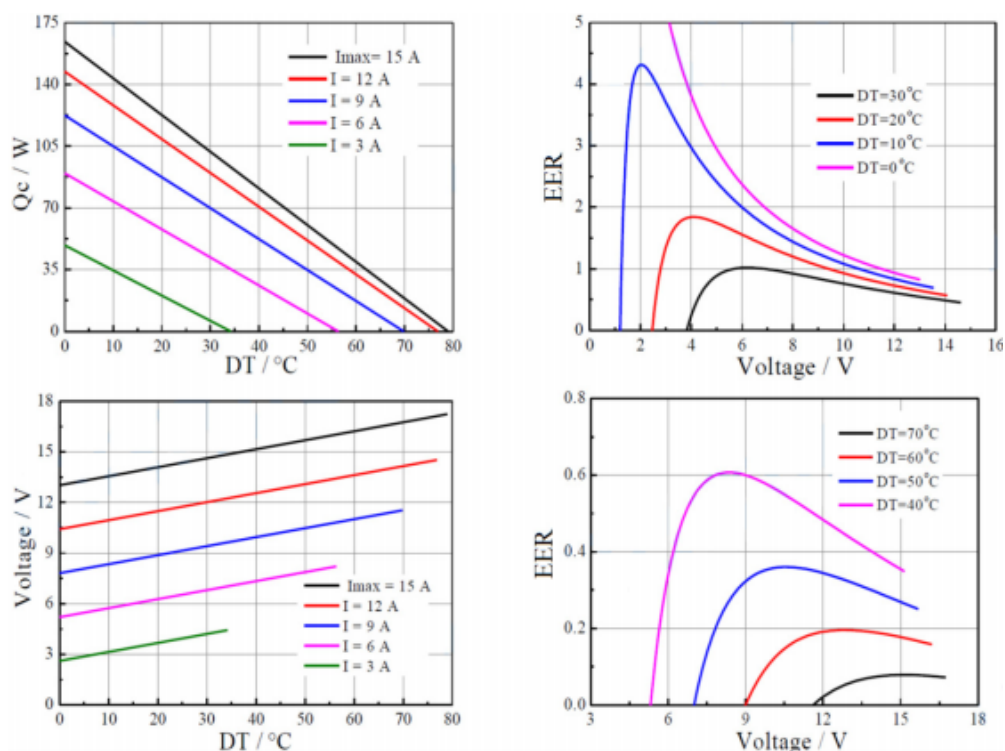 175
140
105
70
35
0
Qc / W
Imax= 15 A
I = 12 A
I = 9 A
I = 6 A
I = 3 A
0 10 20 30 40 50 60 70 80
DT / °C
5
4
3
2
1
0
EER
DT=30°C
DT=20°C
DT=10°C
DT=0°C
0 2 4 6 8 10 12 14 16
Voltage / V
18
15
12
9
6
3
0
Voltage / V
Imax = 15 A
I = 12 A
I = 9 A
I = 6 A
I = 3 A
0 10 20 30 40 50 60 70 80
DT / °C
0.8
0.6
0.4
0.2
0.0
EER
DT=70°C
DT=60°C
DT=50°C
DT=40°C
3 6 9 12 15 18
Voltage / V